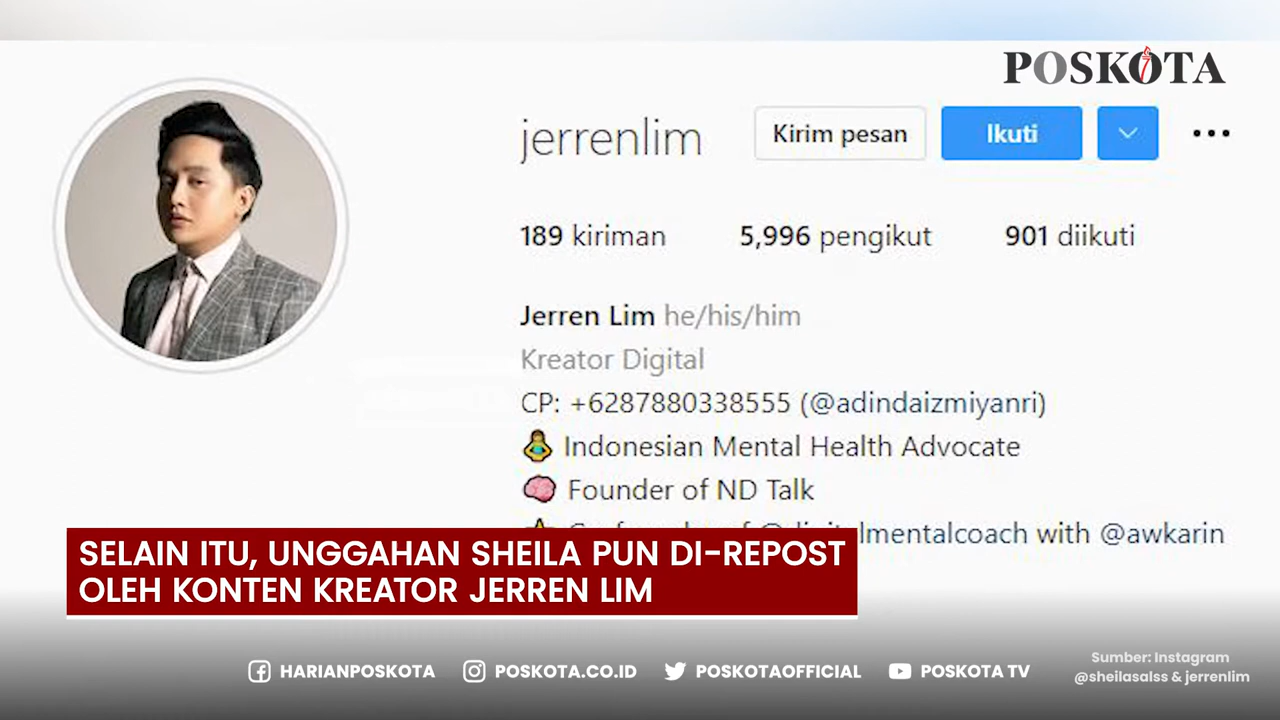 POSKOTA
jerrenlim Kirim pesan Ikuti
189 kiriman 5,996 pengikut 901 diikuti
Jerren Lim he/his/him
Kreator Digital
CP: +6287880338555 (@adindaizmiyanri)
Indonesian Mental Health Advocate
Founder of ND Talk
lmentalcoach with @awkarin
SELAIN ITU, UNGGAHAN SHEILA PUN DI-REPOST
OLEH KONTEN KREATOR JERREN LIM
HARIANPOSKOTA POSKOTA.CO.ID POSKOTAOFFICIAL POSKOTA TV
Sumber: Instagram
@sheilasalss & jerrenlim